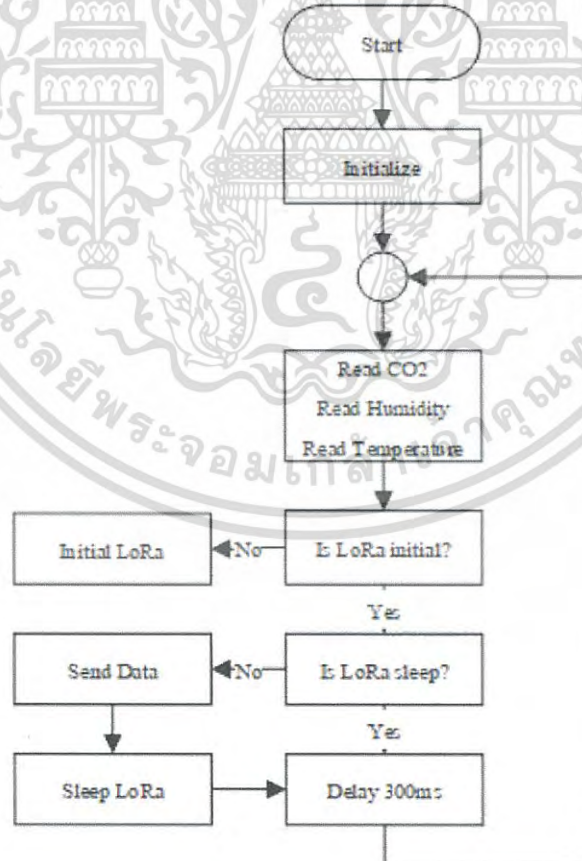 Start
Initialize
Read CO2
Read Humidity
Read Temperature
Initial LoRa
No
Is LoRa initial?
Yes
Send Data
No
Is LoRa sleep?
Yes
Sleep LoRa
Delay 300ms